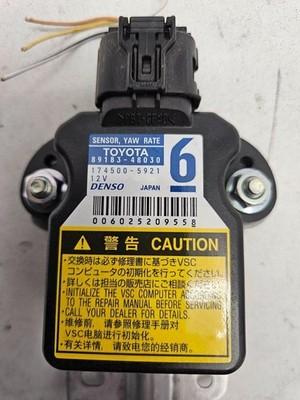 SENSOR, YAW RATE
TOYOTA
89183-48030
174500-5921
12V
DENSO JAPAN
6
0060252095558
警告 CAUTION
・交換時は必ず修理書に基づきVSC
コンピュータの初期化を行ってください。
・詳しくは担当の販売店にご連絡ください。
・INITIALIZE THE VSC COMPUTER ACCORDING
TO THE REPAIR MANUAL BEFORE SERVICING.
・CALL YOUR DEALER FOR DETAILS.
・维修前，请参照修理手册对
VSC电脑进行初始化。
・有关详情，请致电您的经销商。